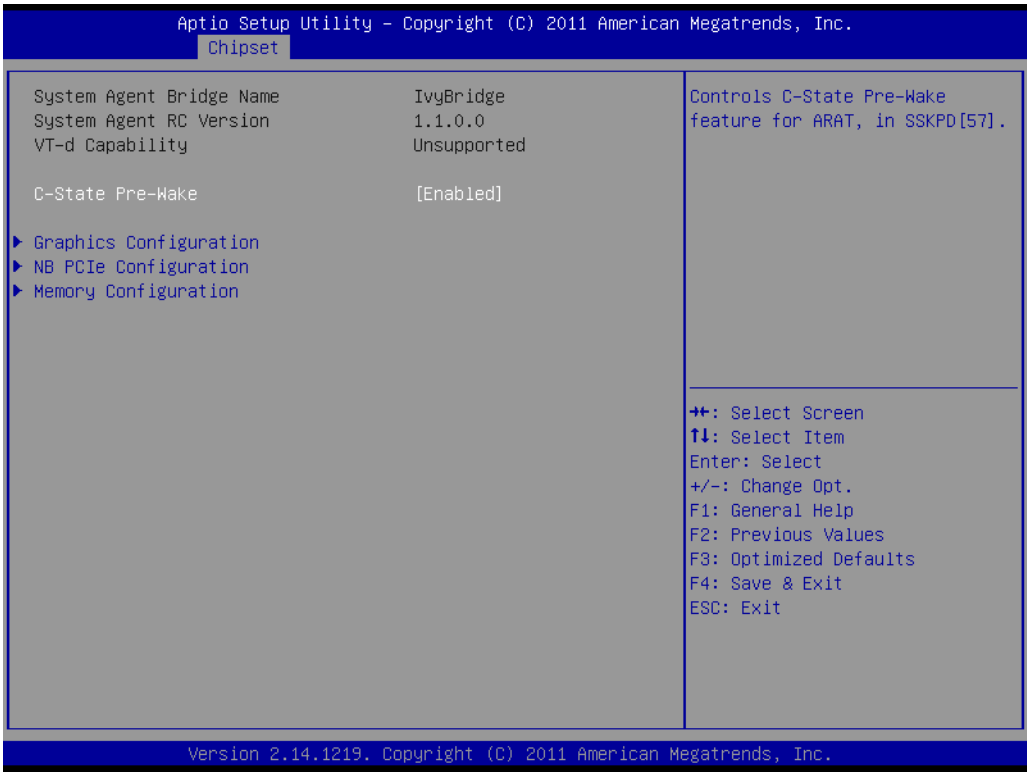 Aptio Setup Utility – Copyright (C) 2011 American Megatrends, Inc.
Chipset
System Agent Bridge Name IvyBridge
System Agent RC Version 1.1.0.0
VT-d Capability Unsupported
C-State Pre-Wake [Enabled]
Graphics Configuration
NB PCIe Configuration
Memory Configuration
Controls C-State Pre-Wake
feature for ARAT, in SSKPD[57].
→←: Select Screen
↑↓: Select Item
Enter: Select
+/-: Change Opt.
F1: General Help
F2: Previous Values
F3: Optimized Defaults
F4: Save & Exit
ESC: Exit
Version 2.14.1219. Copyright (C) 2011 American Megatrends, Inc.